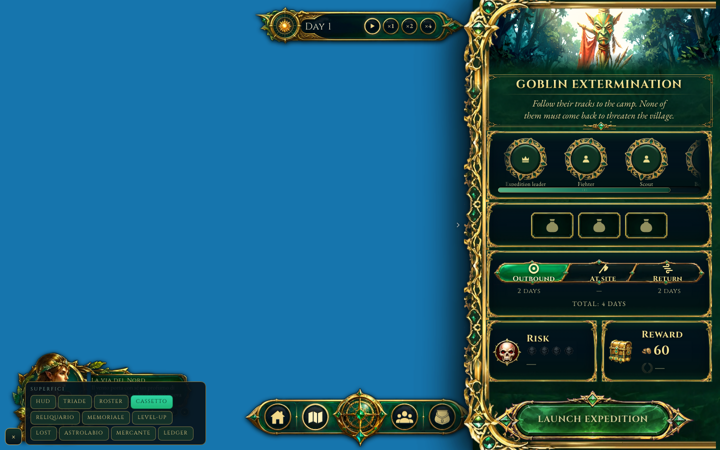 DAY 1
×1
×2
×4
GOBLIN EXTERMINATION
Follow their tracks to the camp. None of
them must come back to threaten the village.
Expedition leader
Fighter
Scout
OUTBOUND
AT SITE
RETURN
2 DAYS
—
2 DAYS
TOTAL: 4 DAYS
RISK
—
REWARD
60
—
LAUNCH EXPEDITION
LA VIA DEL NORD
SUPERFICI
HUD
TRIADE
ROSTER
CASSETTO
RELIQUARIO
MEMORIALE
LEVEL-UP
LOST
ASTROLABIO
MERCANTE
LEDGER
×